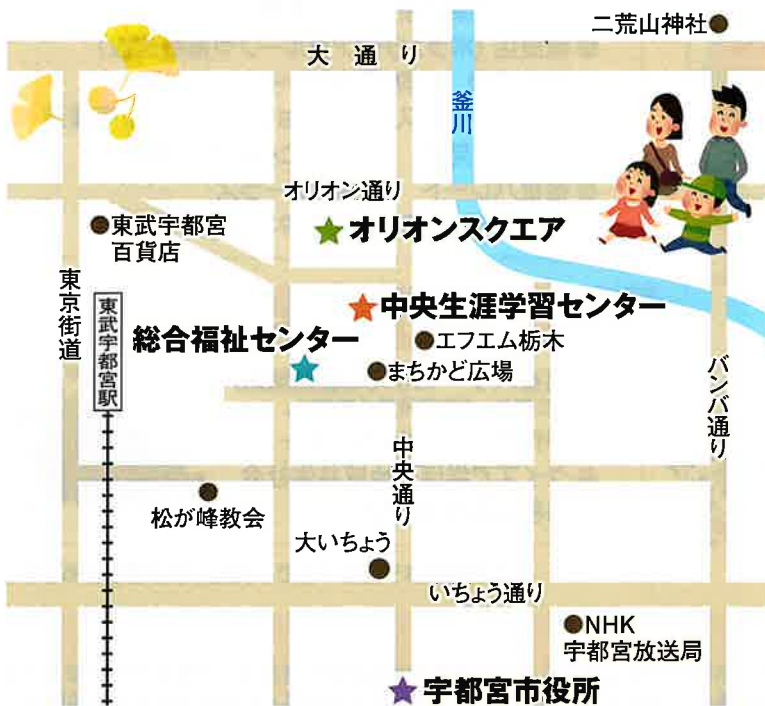 二荒山神社
大通り
釜川
オリオン通り
オリオンスクエア
東武宇都宮
百貨店
東京街道
東武宇都宮駅
中央生涯学習センター
総合福祉センター
エフエム栃木
まちかど広場
バンバ通り
中央通り
松が峰教会
大いちょう
いちょう通り
NHK
宇都宮放送局
宇都宮市役所